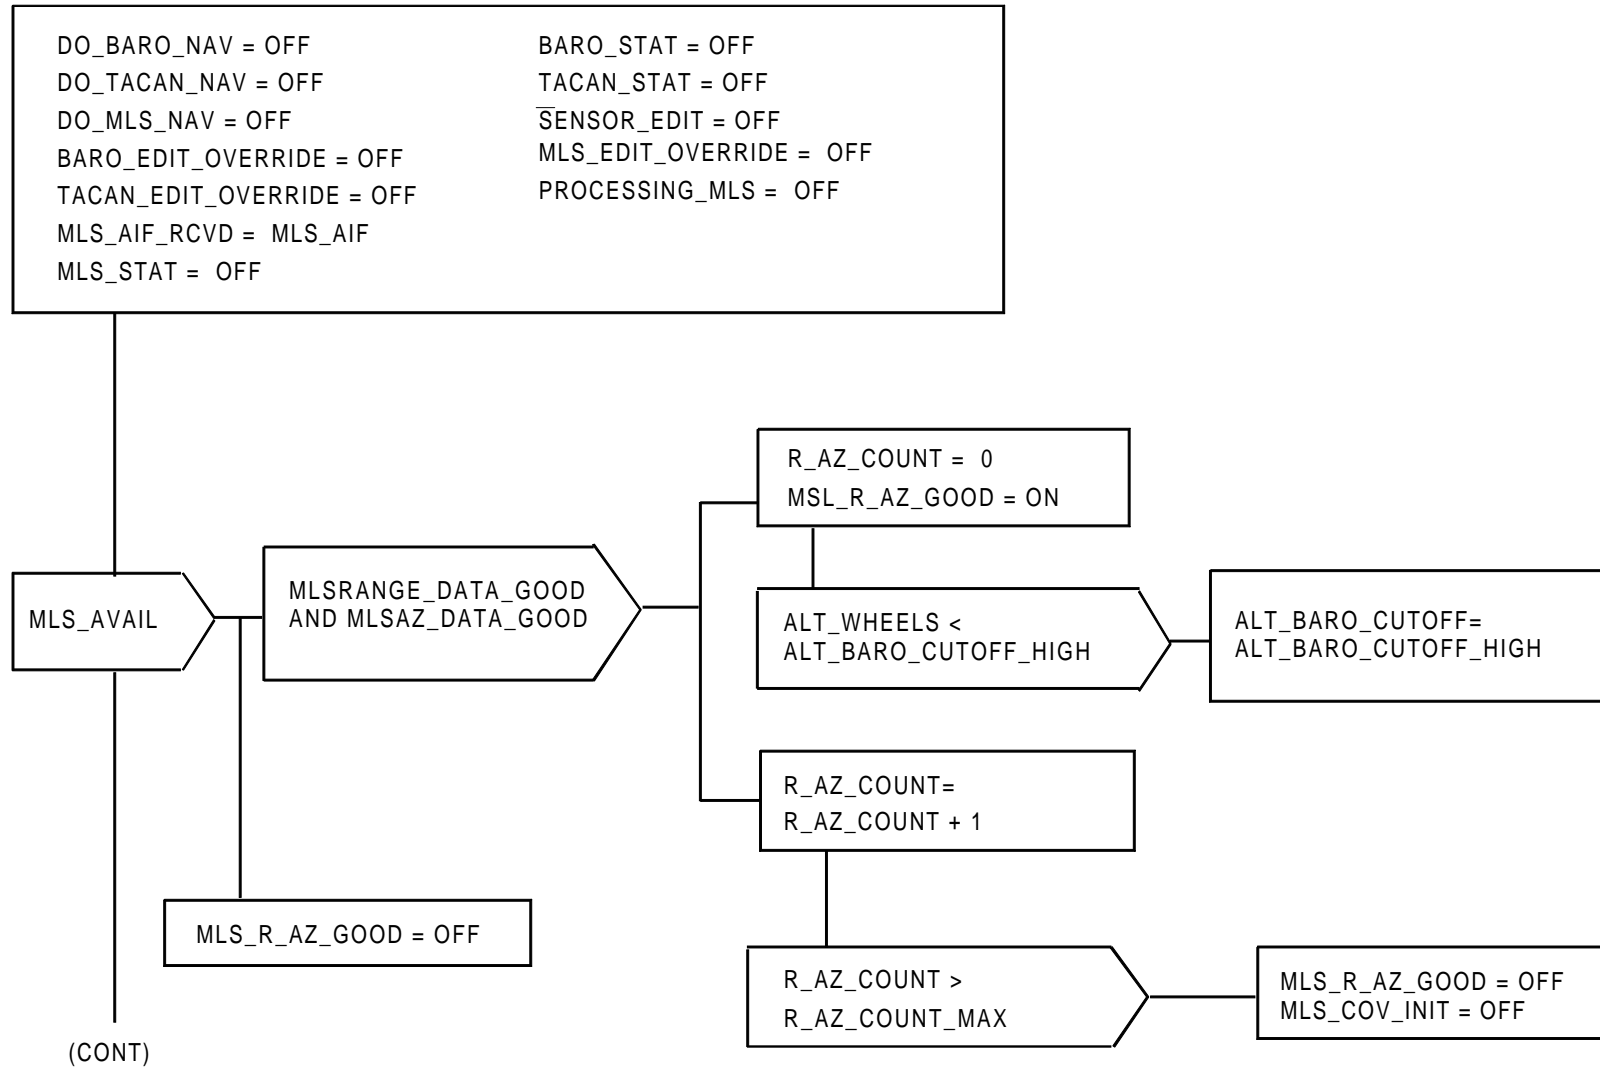 DO_BARO_NAV = OFF
DO_TACAN_NAV = OFF
DO_MLS_NAV = OFF
BARO_EDIT_OVERRIDE = OFF
TACAN_EDIT_OVERRIDE = OFF
MLS_AIF_RCVD = MLS_AIF
MLS_STAT = OFF
BARO_STAT = OFF
TACAN_STAT = OFF
SENSOR_EDIT = OFF
MLS_EDIT_OVERRIDE = OFF
PROCESSING_MLS = OFF
MLS_AVAIL
MLSRANGE_DATA_GOOD
AND MLSAZ_DATA_GOOD
R_AZ_COUNT = 0
MSL_R_AZ_GOOD = ON
ALT_WHEELS <
ALT_BARO_CUTOFF_HIGH
ALT_BARO_CUTOFF=
ALT_BARO_CUTOFF_HIGH
R_AZ_COUNT=
R_AZ_COUNT + 1
MLS_R_AZ_GOOD = OFF
R_AZ_COUNT >
R_AZ_COUNT_MAX
MLS_R_AZ_GOOD = OFF
MLS_COV_INIT = OFF
(CONT)